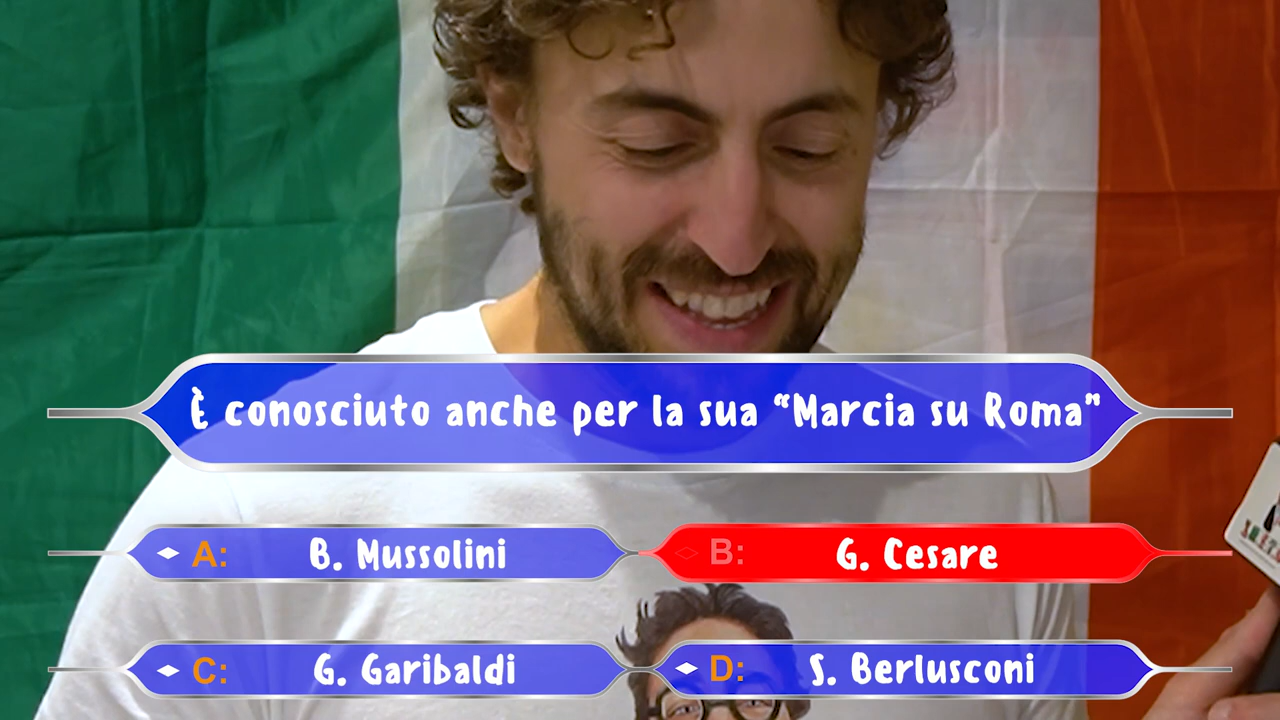 È conosciuto anche per la sua “Marcia su Roma”
A: B. Mussolini
B: G. Cesare
C: G. Garibaldi
D: S. Berlusconi